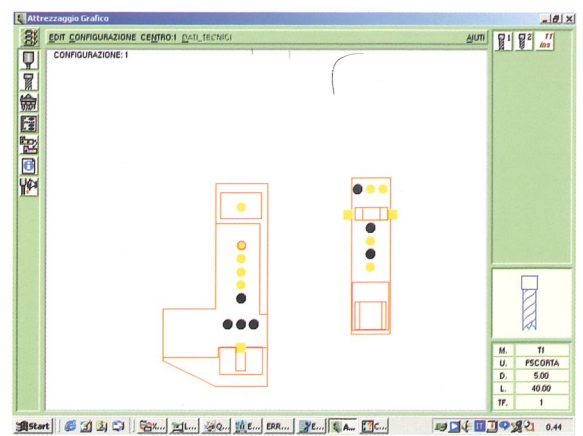 Attrezzaggio Grafico
EDIT CONFIGURAZIONE CENTRO:1 DATI_TECNICI AIUTI
CONFIGURAZIONE: 1
1 2 11
ins
M. TI
U. PSCORTA
D. 5.00
L. 40.00
TF. 1
Start X... L... Q... E... ERR... E... A... C... 0.44